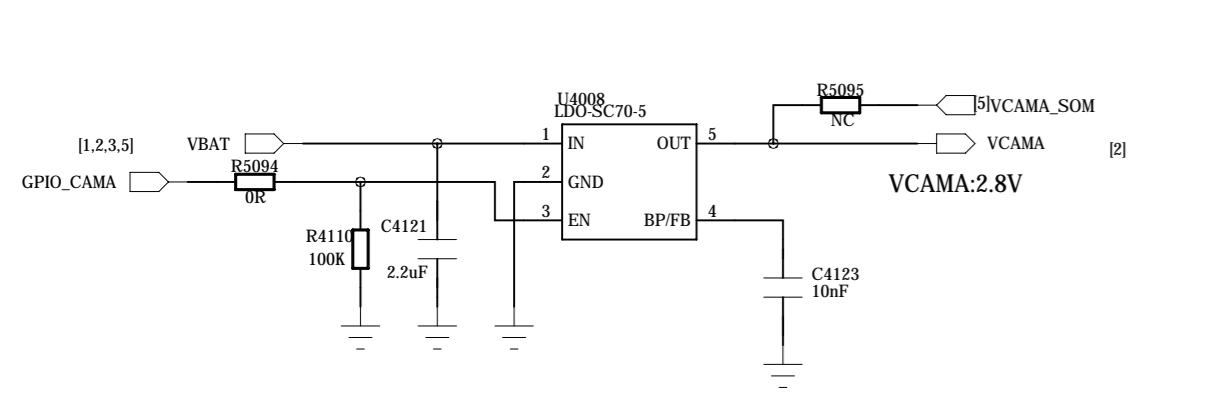 U4008
LDO-SC70-5
R5095
NC
[5]VCAMA_SOM
[1,2,3,5]
VBAT
1
IN
OUT
5
VCAMA
[2]
R5094
GPIO_CAMA
0R
2
GND
VCAMA:2.8V
3
EN
BP/FB
4
R4110
100K
C4121
2.2uF
C4123
10nF